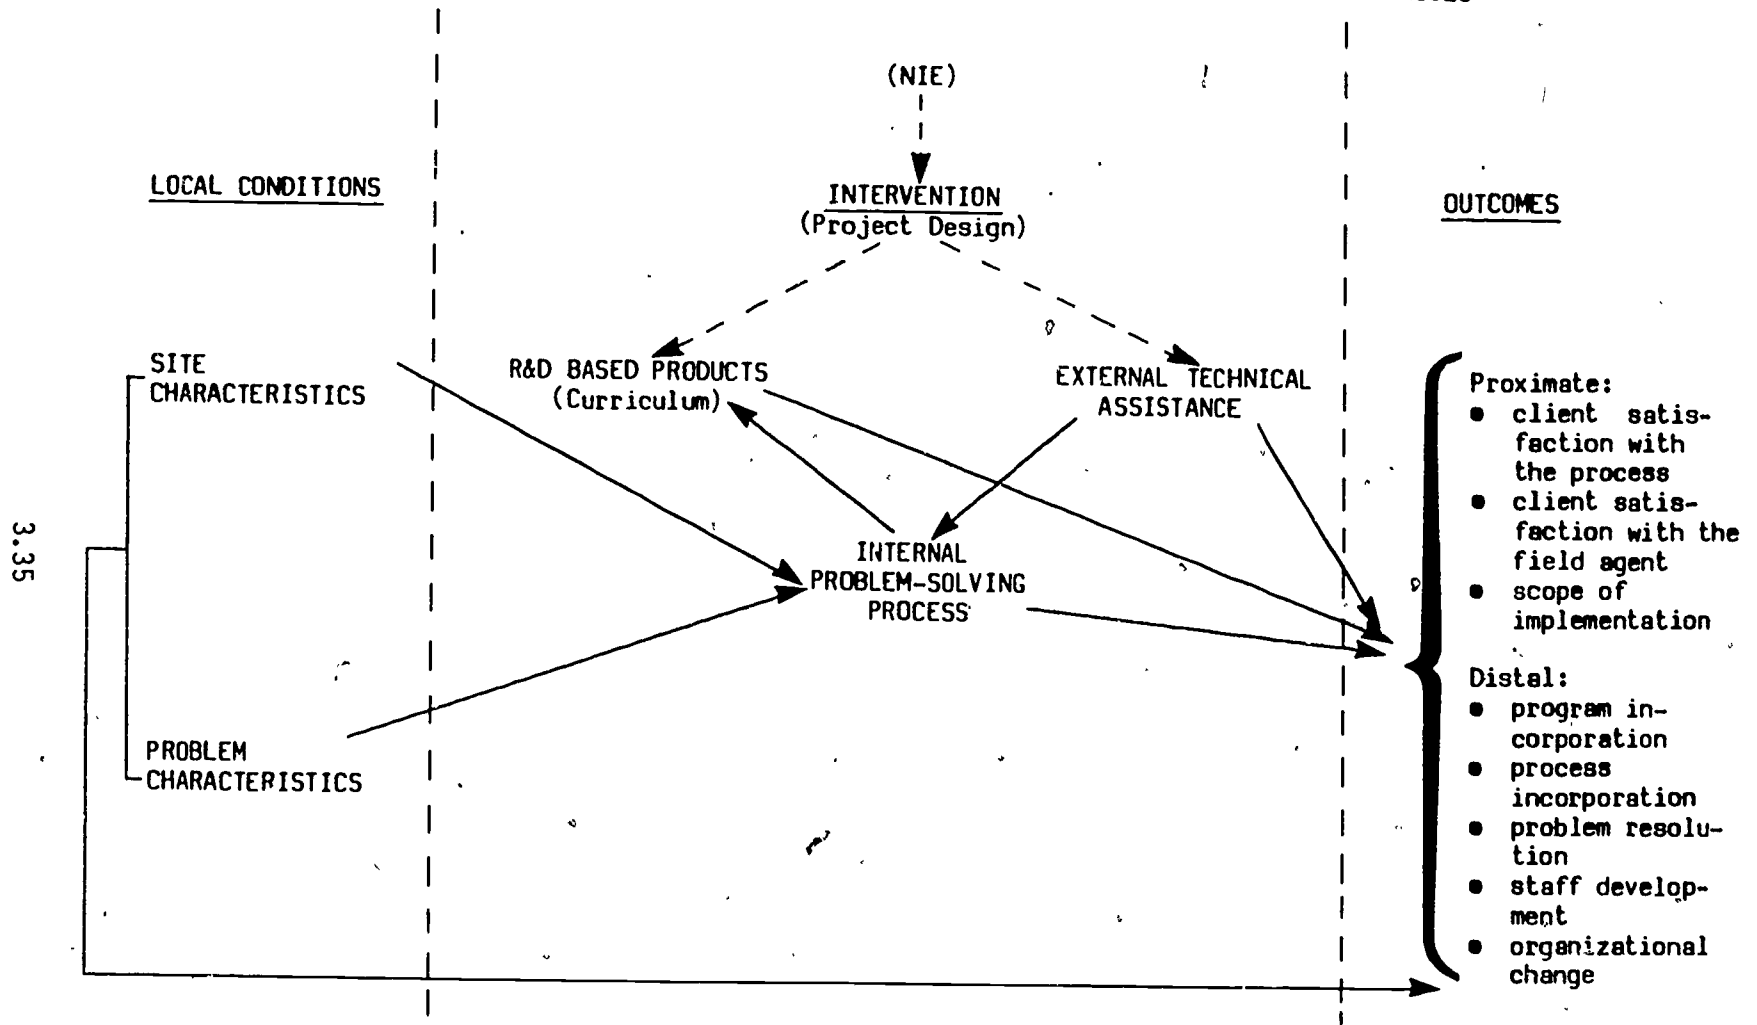 (NIE)
LOCAL CONDITIONS
INTERVENTION
(Project Design)
OUTCOMES
SITE
CHARACTERISTICS
R&D BASED PRODUCTS
(Curriculum)
EXTERNAL TECHNICAL
ASSISTANCE
INTERNAL
PROBLEM-SOLVING
PROCESS
PROBLEM
CHARACTERISTICS
Proximate:
● client satis-
faction with
the process
● client satis-
faction with the
field agent
● scope of
implementation
Distal:
● program in-
corporation
● process
incorporation
● problem resolu-
tion
● staff develop-
ment
● organizational
change
3.35